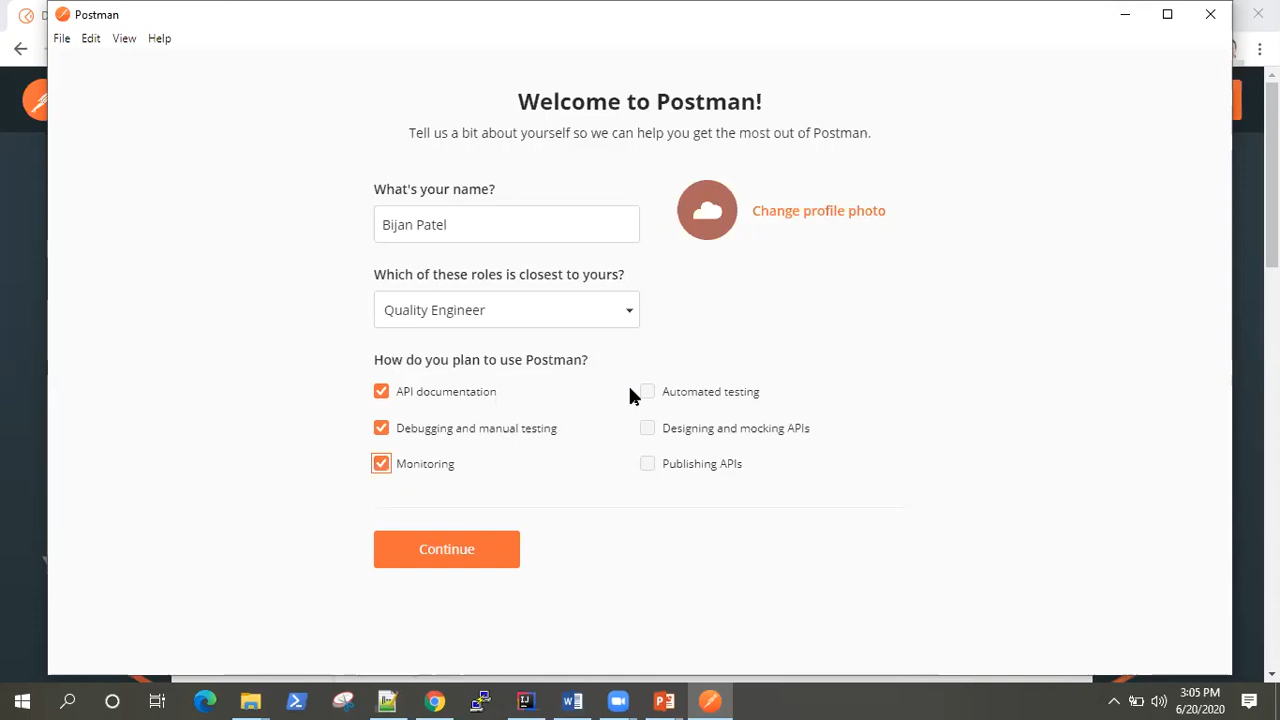 Postman
File Edit View Help
Welcome to Postman!
Tell us a bit about yourself so we can help you get the most out of Postman.
What's your name?
Bijan Patel
Change profile photo
Which of these roles is closest to yours?
Quality Engineer
How do you plan to use Postman?
API documentation
Automated testing
Debugging and manual testing
Designing and mocking APIs
Monitoring
Publishing APIs
Continue
3:05 PM
6/20/2020